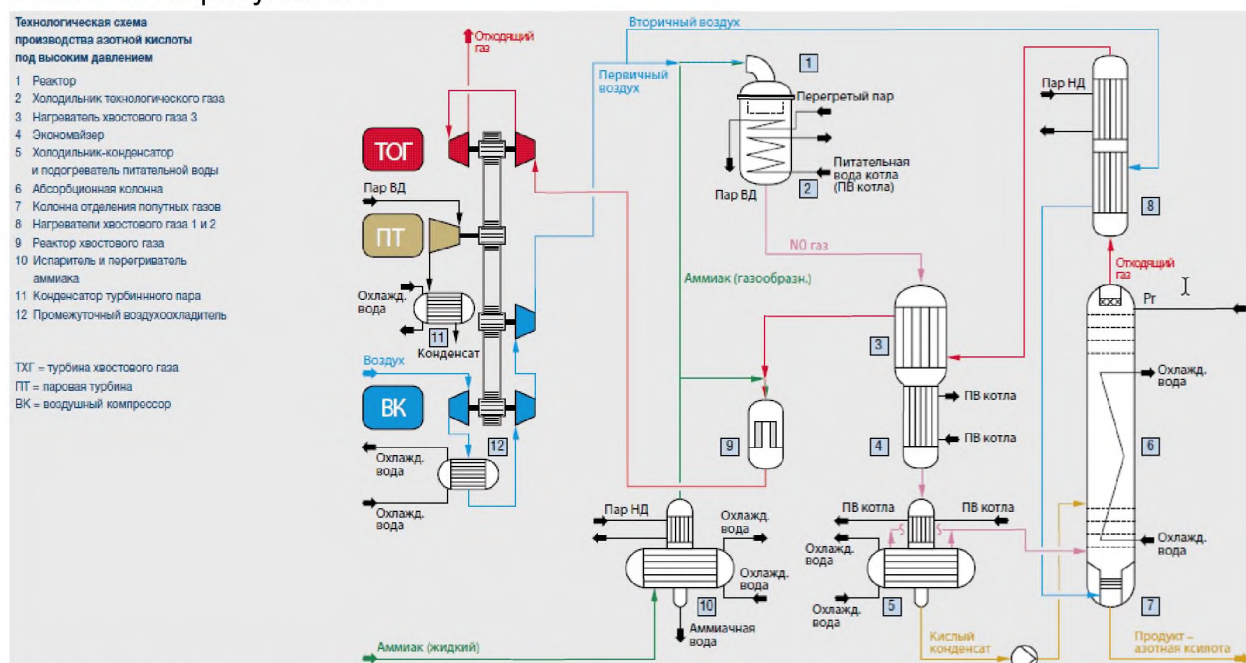 Технологическая схема
производства азотной кислоты
под высоким давлением
1 Реактор
2 Холодильник технологического газа
3 Нагреватель хвостового газа 3
4 Экономайзер
5 Холодильник-конденсатор
и подогреватель питательной воды
6 Абсорбционная колонна
7 Колонна отделения попутных газов
8 Нагреватели хвостового газа 1 и 2
9 Реактор хвостового газа
10 Испаритель и перегриватель
аммиака
11 Конденсатор турбиннного пара
12 Промежуточный воздухоохладитель
ТХГ = турбина хвостового газа
ПТ = паровая турбина
ВК = воздушный компрессор
Отходящий
газ
Вторичный воздух
Первичный
воздух
1
Перегретый пар
Питательная
вода котла
(ПВ котла)
Пар ВД
2
Пар НД
8
ТОГ
Пар ВД
ПТ
Охлажд.
вода
11
Конденсат
Воздух
ВК
12
Охлажд.
вода
Охлажд.
вода
NO газ
Аммиак (газообразн.)
Отходящий
газ
Pr
3
ПВ котла
ПВ котла
4
9
Охлажд.
вода
6
Охлажд.
вода
7
Пар НД
Охлажд.
вода
Охлажд.
вода
10
Аммиачная
вода
ПВ котла
ПВ котла
Охлажд.
вода
Охлажд.
вода
5
Аммиак (жидкий)
Кислый
конденсат
Продукт –
азотная ксилота